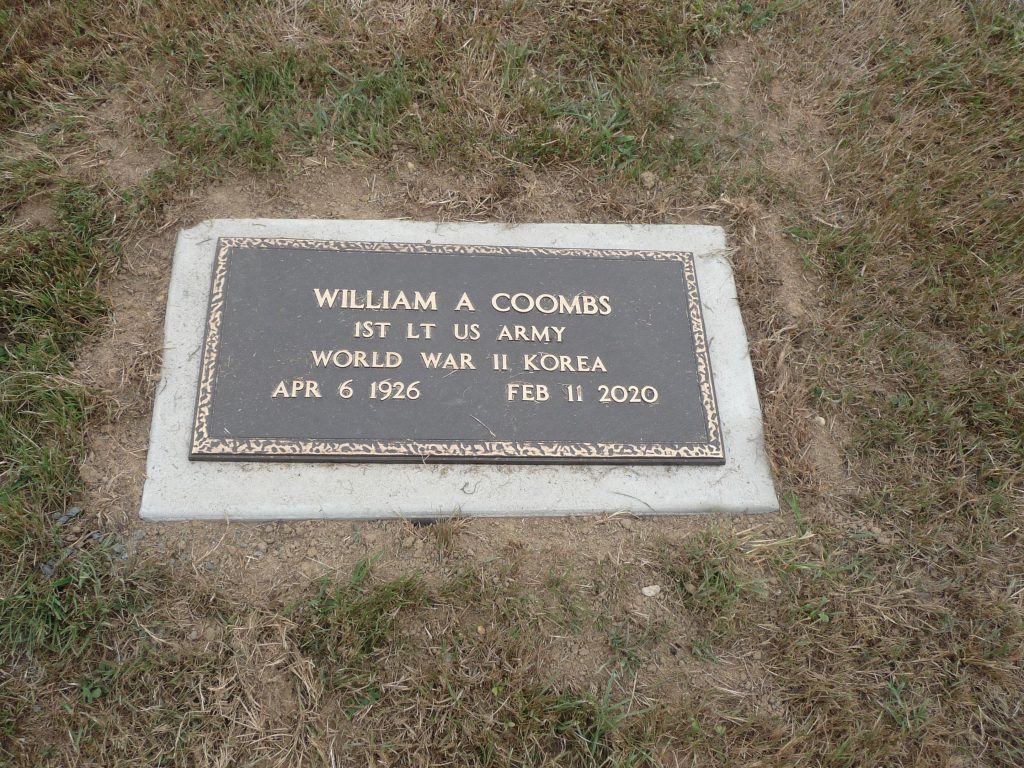 WILLIAM A COOMBS
1ST LT US ARMY
WORLD WAR II KOREA
APR 6 1926 FEB 11 2020